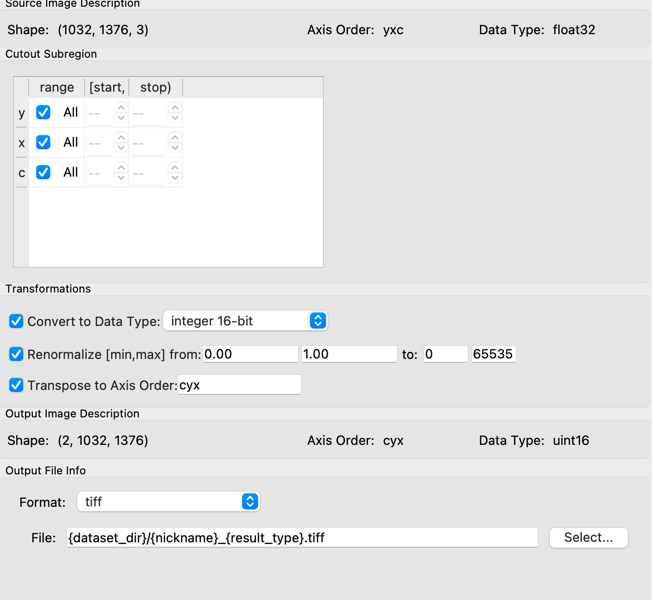 Source Image Description
Shape: (1032, 1376, 3) Axis Order: yxc Data Type: float32
Cutout Subregion
range [start, stop)
y All -- --
x All -- --
c All -- --
Transformations
Convert to Data Type: integer 16-bit
Renormalize [min,max] from: 0.00 1.00 to: 0 65535
Transpose to Axis Order: cyx
Output Image Description
Shape: (2, 1032, 1376) Axis Order: cyx Data Type: uint16
Output File Info
Format: tiff
File: {dataset_dir}/{nickname}_{result_type}.tiff Select...